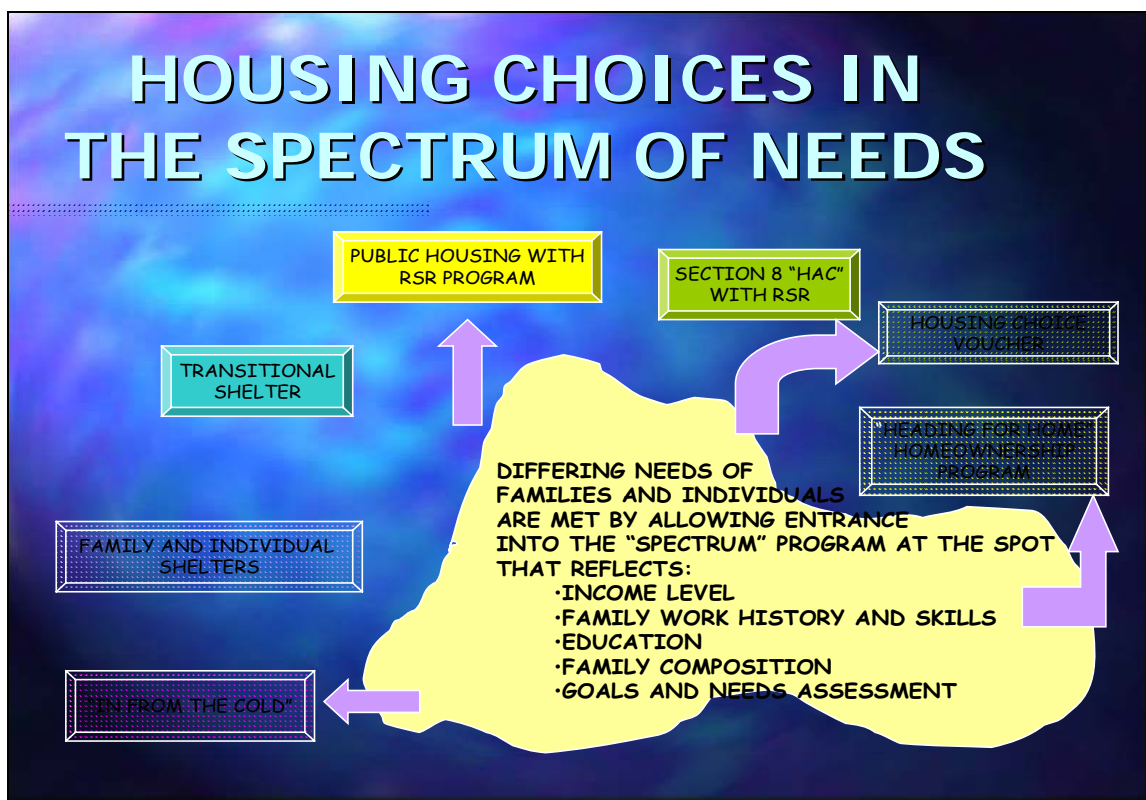 HOUSING CHOICES IN
THE SPECTRUM OF NEEDS
PUBLIC HOUSING WITH
RSR PROGRAM
SECTION 8 “HAC”
WITH RSR
HOUSING CHOICE
VOUCHER
TRANSITIONAL
SHELTER
“HEADING FOR HOME”
HOMEOWNERSHIP
PROGRAM
FAMILY AND INDIVIDUAL
SHELTERS
“IN FROM THE COLD”
DIFFERING NEEDS OF
FAMILIES AND INDIVIDUALS
ARE MET BY ALLOWING ENTRANCE
INTO THE “SPECTRUM” PROGRAM AT THE SPOT
THAT REFLECTS:
•INCOME LEVEL
•FAMILY WORK HISTORY AND SKILLS
•EDUCATION
•FAMILY COMPOSITION
•GOALS AND NEEDS ASSESSMENT